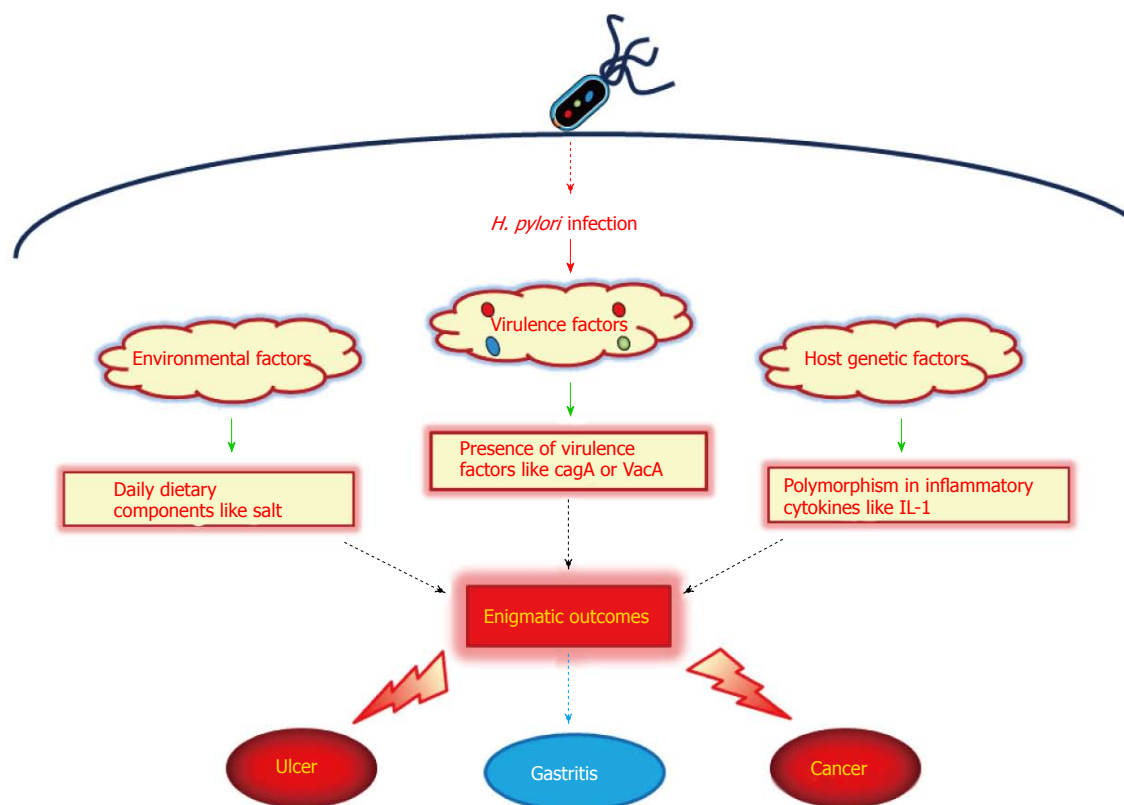 H. pylori infection
Virulence factors
Environmental factors
Host genetic factors
Presence of virulence
factors like cagA or VacA
Daily dietary
components like salt
Polymorphism in inflammatory
cytokines like IL-1
Enigmatic outcomes
Ulcer
Gastritis
Cancer